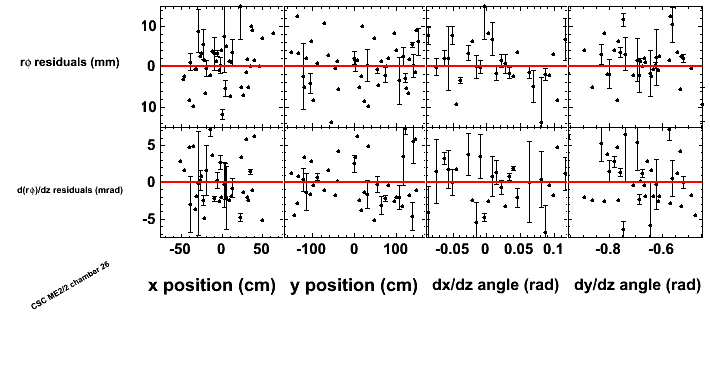 rφ residuals (mm)
10
0
10
d(rφ)/dz residuals (mrad)
5
0
-5
-50 0 50
-100 0 100
-0.05 0 0.05 0.1
-0.8 -0.6
x position (cm)
y position (cm)
dx/dz angle (rad)
dy/dz angle (rad)
CSC ME2/2 chamber 26